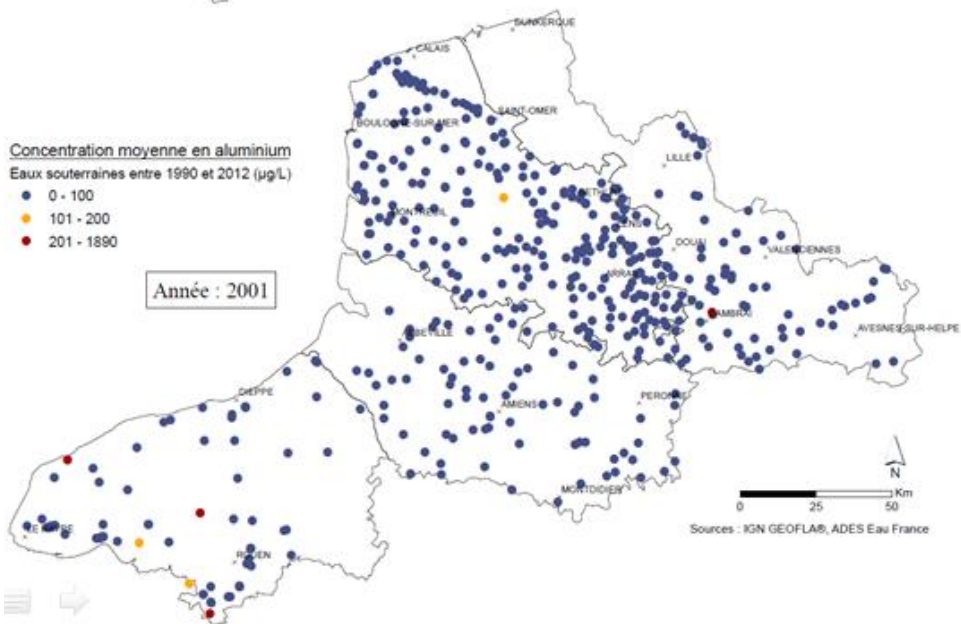 DUNKERQUE
CALAIS
SAINT-OMER
BOULOGNE-SUR-MER
LILLE
Concentration moyenne en aluminium
Eaux souterraines entre 1990 et 2012 (µg/L)
0 - 100
101 - 200
201 - 1890
MONTREUIL
LENS
DOUAI
VALENCIENNES
Année : 2001
ARRAS
CAMBRAI
ABBEVILLE
AVESNES-SUR-HELPE
DIEPPE
AMIENS
PERONNE
MONTDIDIER
N
Km
0 25 50
Sources : IGN GEOFLA®, ADES Eau France
LE HAVRE
ROUEN